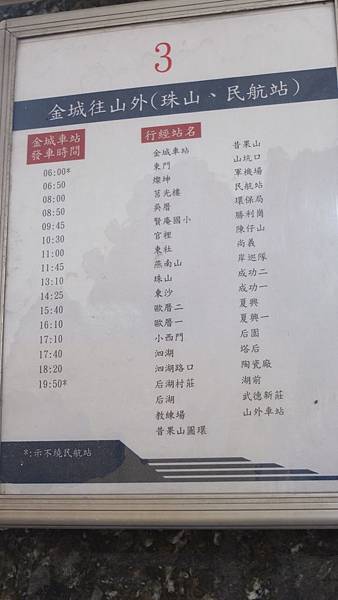 3
金城往山外(珠山、民航站)
金城車站
發車時間
06:00*
06:50
08:00
08:50
09:45
10:30
11:00
11:45
13:10
14:25
15:40
16:10
17:10
17:40
18:20
19:50*
行經站名
金城車站
東門
燦坤
莒光樓
吳厝
賢庵國小
官裡
東社
燕南山
珠山
東沙
歐厝二
歐厝一
小西門
泗湖
泗湖路口
后湖村莊
后湖
教練場
昔果山圓環
昔果山
山坑口
軍機場
民航站
環保局
勝利崗
陳仔山
尚義
岸巡隊
成功二
成功一
夏興
夏興一
后園
塔后
陶瓷廠
湖前
武德新莊
山外車站
*:示不繞民航站